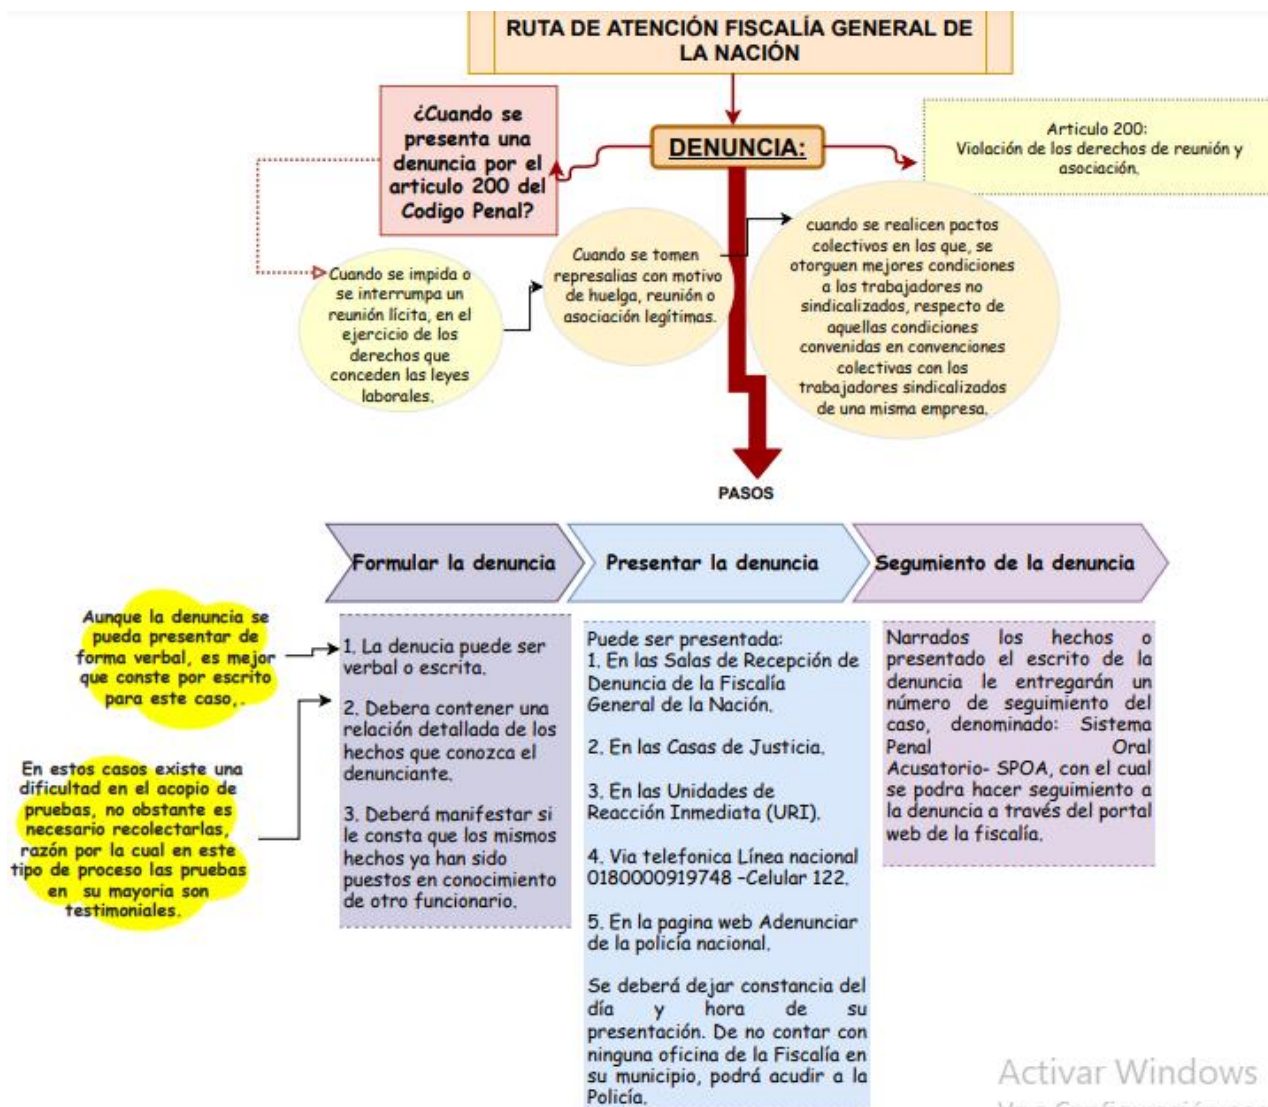 RUTA DE ATENCIÓN FISCALÍA GENERAL DE
LA NACIÓN
DENUNCIA:
¿Cuando se
presenta una
denuncia por el
articulo 200 del
Codigo Penal?
Articulo 200:
Violación de los derechos de reunión y
asociación.
Cuando se impida o
se interrumpa un
reunión lícita, en el
ejercicio de los
derechos que
conceden las leyes
laborales.
Cuando se tomen
represalias con motivo
de huelga, reunión o
asociación legítimas.
cuando se realicen pactos
colectivos en los que, se
otorguen mejores condiciones
a los trabajadores no
sindicalizados, respecto de
aquellas condiciones
convenidas en convenciones
colectivas con los
trabajadores sindicalizados
de una misma empresa.
PASOS
Formular la denuncia
Presentar la denuncia
Segumiento de la denuncia
Aunque la denuncia se
pueda presentar de
forma verbal, es mejor
que conste por escrito
para este caso,.
En estos casos existe una
dificultad en el acopio de
pruebas, no obstante es
necesario recolectarlas,
razón por la cual en este
tipo de proceso las pruebas
en su mayoria son
testimoniales.
1. La denucia puede ser
verbal o escrita.
2. Debera contener una
relación detallada de los
hechos que conozca el
denunciante.
3. Deberá manifestar si
le consta que los mismos
hechos ya han sido
puestos en conocimiento
de otro funcionario.
Puede ser presentada:
1. En las Salas de Recepción de
Denuncia de la Fiscalía
General de la Nación.
2. En las Casas de Justicia.
3. En las Unidades de
Reacción Inmediata (URI).
4. Via telefonica Línea nacional
0180000919748 –Celular 122.
5. En la pagina web Adenunciar
de la policía nacional.
Se deberá dejar constancia del
día y hora de su
presentación. De no contar con
ninguna oficina de la Fiscalía en
su municipio, podrá acudir a la
Policía.
Narrados los hechos o
presentado el escrito de la
denuncia le entregarán un
número de seguimiento del
caso, denominado: Sistema
Penal Oral
Acusatorio- SPOA, con el cual
se podra hacer seguimiento a
la denuncia a través del portal
web de la fiscalía.
Activar Windows